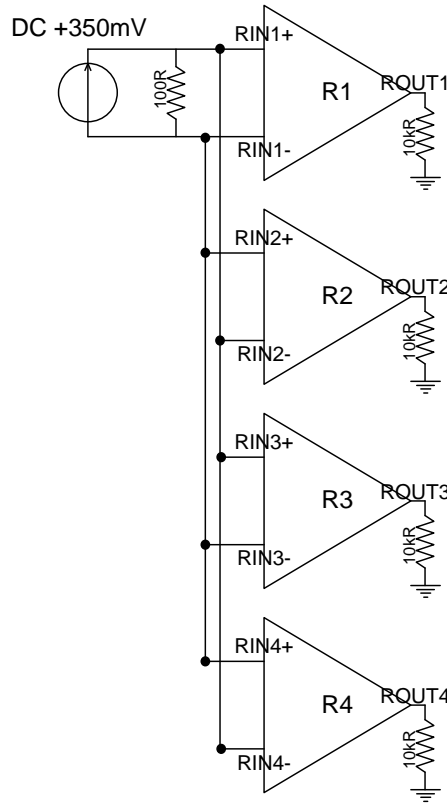 DC +350mV
RIN1+
100R
R1
ROUT1
10kR
RIN1-
RIN2+
R2
ROUT2
10kR
RIN2-
RIN3+
R3
ROUT3
10kR
RIN3-
RIN4+
R4
ROUT4
10kR
RIN4-